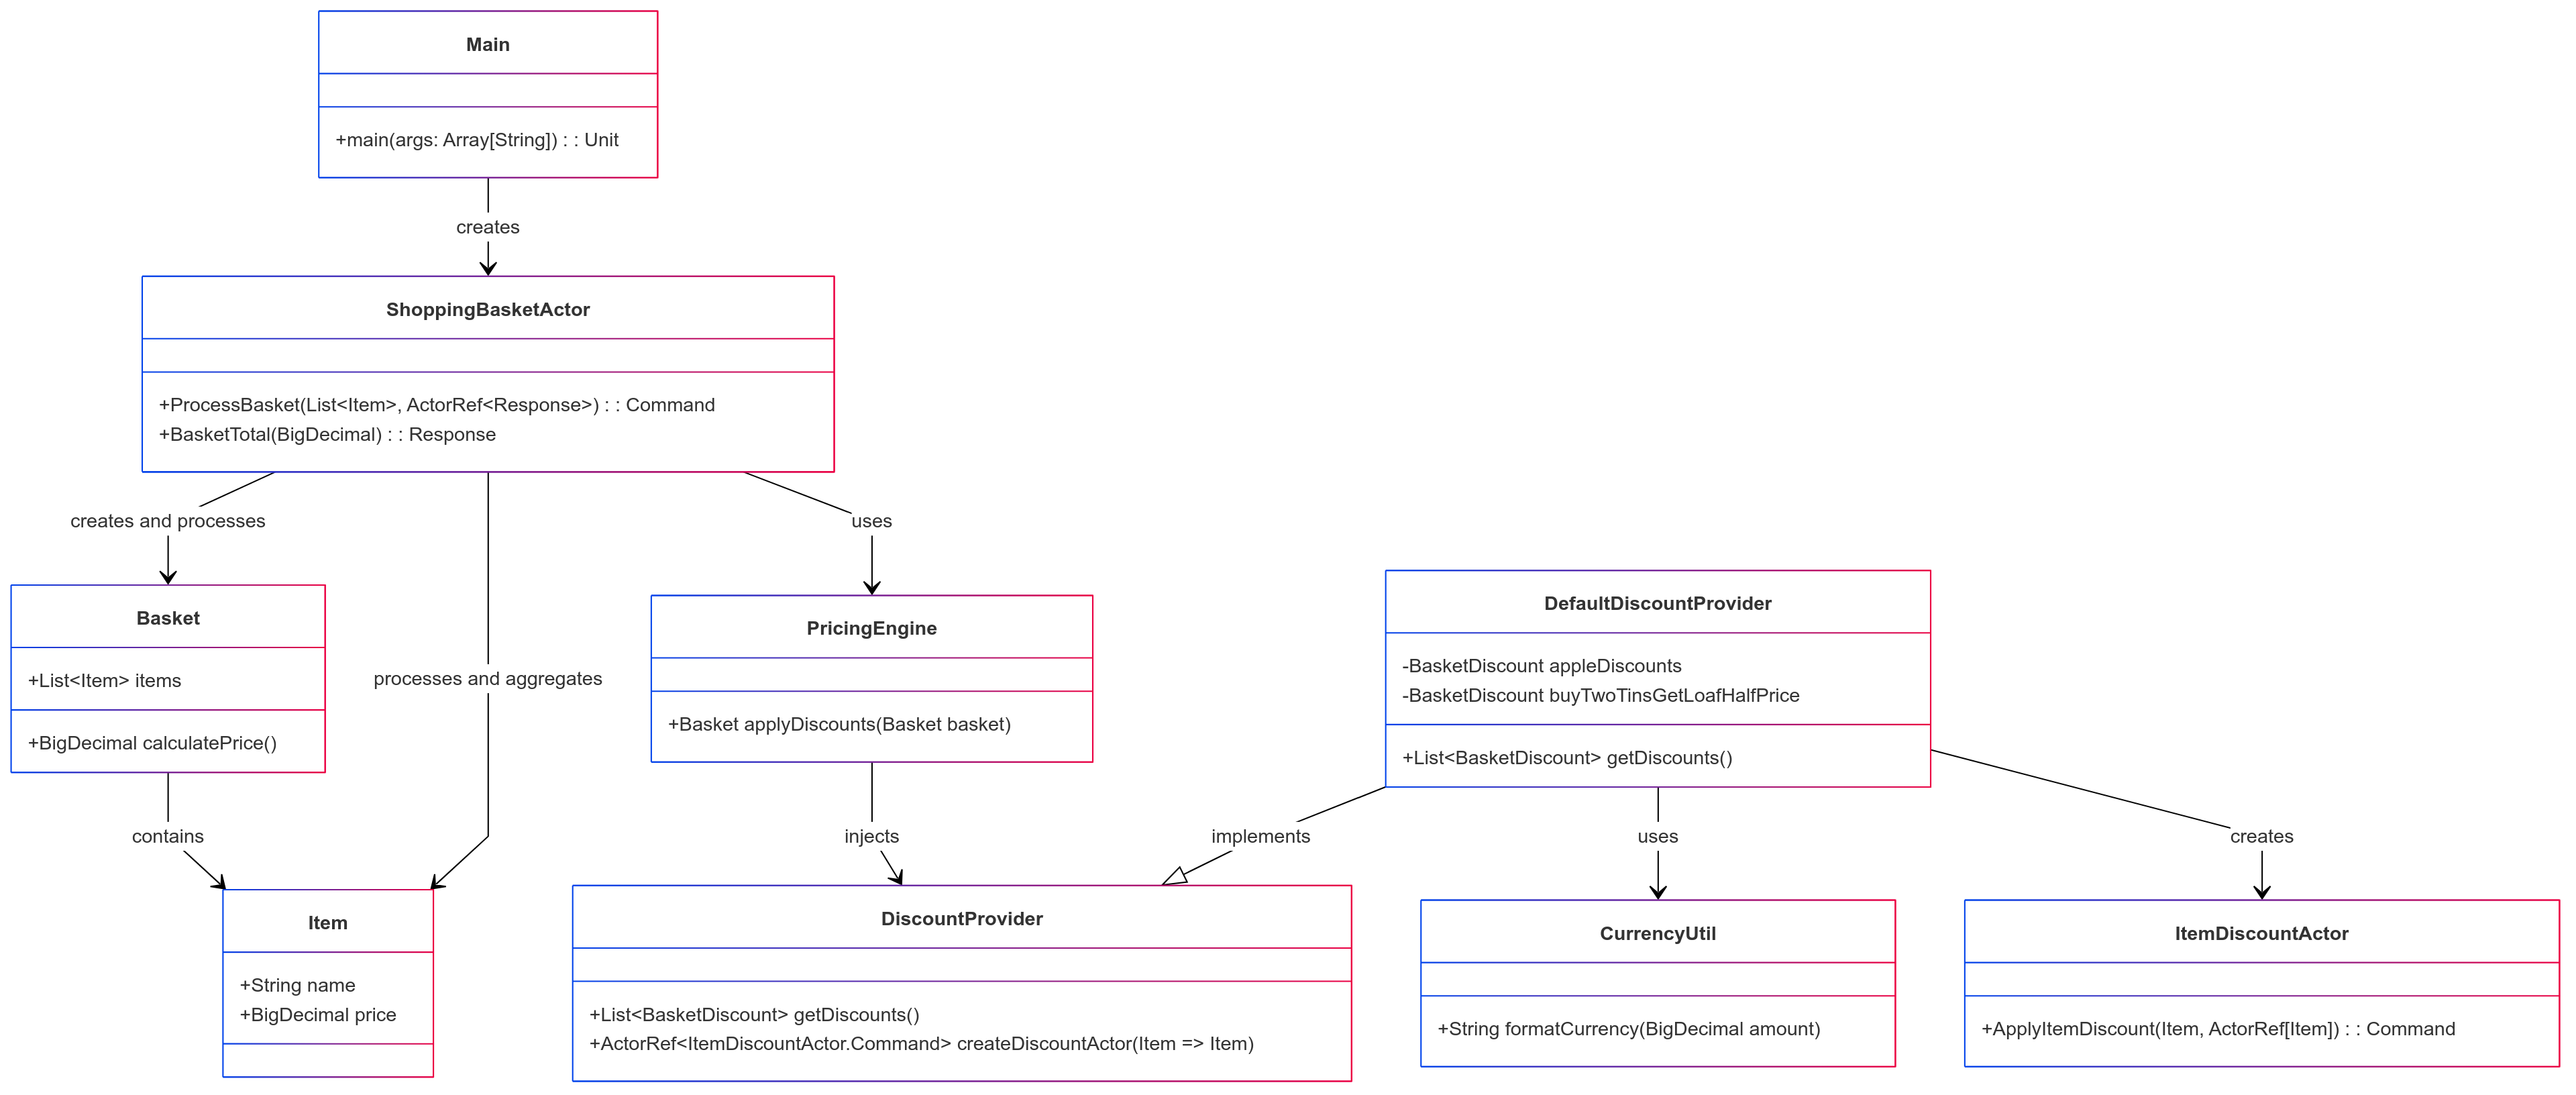 Main
+main(args: Array[String]) : : Unit
creates
ShoppingBasketActor
+ProcessBasket(List<Item>, ActorRef<Response>) : : Command
+BasketTotal(BigDecimal) : : Response
creates and processes
uses
Basket
+List<Item> items
+BigDecimal calculatePrice()
processes and aggregates
PricingEngine
+Basket applyDiscounts(Basket basket)
DefaultDiscountProvider
-BasketDiscount appleDiscounts
-BasketDiscount buyTwoTinsGetLoafHalfPrice
+List<BasketDiscount> getDiscounts()
contains
injects
implements
uses
creates
Item
+String name
+BigDecimal price
DiscountProvider
+List<BasketDiscount> getDiscounts()
+ActorRef<ItemDiscountActor.Command> createDiscountActor(Item => Item)
CurrencyUtil
+String formatCurrency(BigDecimal amount)
ItemDiscountActor
+ApplyItemDiscount(Item, ActorRef[Item]) : : Command